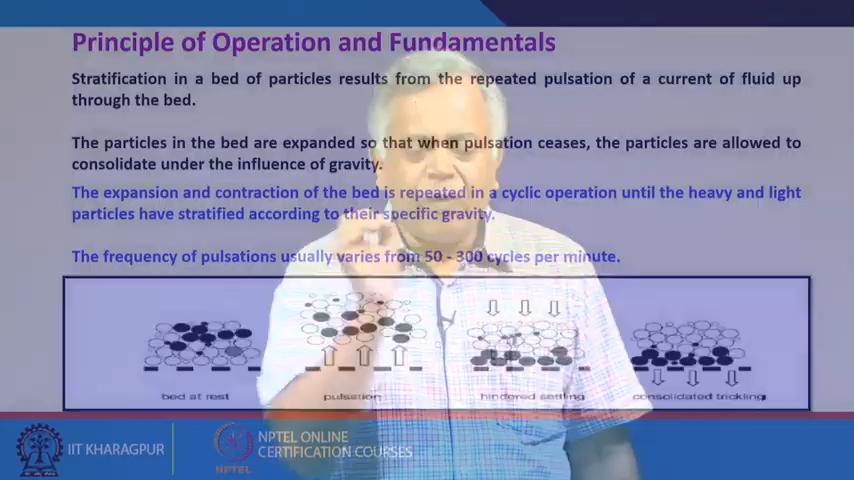 Principle of Operation and Fundamentals
Stratification in a bed of particles results from the repeated pulsation of a current of fluid up
through the bed.
The particles in the bed are expanded so that when pulsation ceases, the particles are allowed to
consolidate under the influence of gravity.
The expansion and contraction of the bed is repeated in a cyclic operation until the heavy and light
particles have stratified according to their specific gravity.
The frequency of pulsations usually varies from 50 - 300 cycles per minute.
bed at rest
pulsation
hindered settling
consolidated trickling
IIT KHARAGPUR
NPTEL
NPTEL ONLINE
CERTIFICATION COURSES